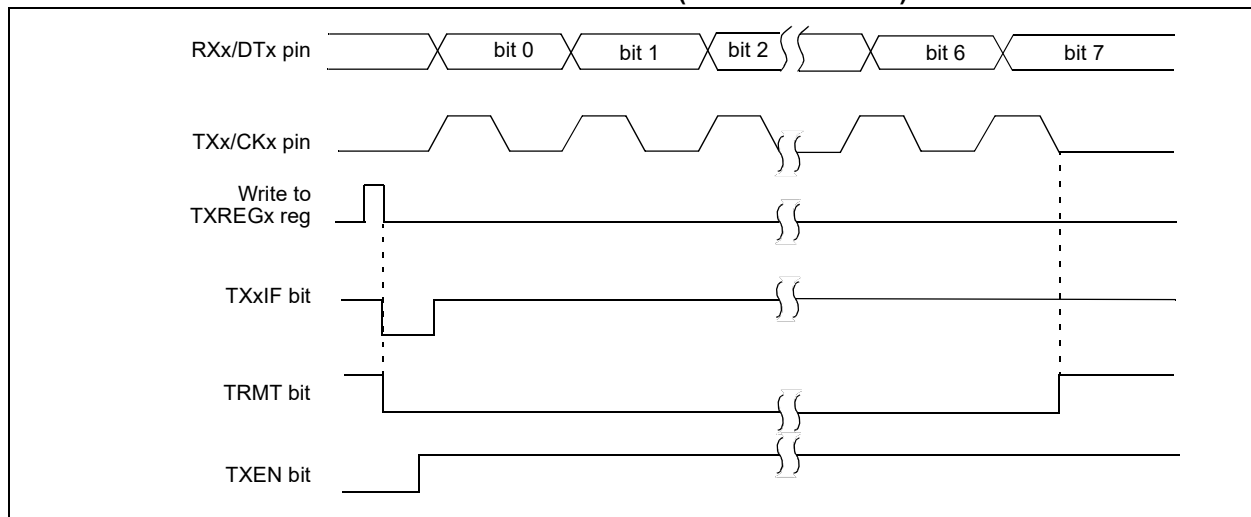 RXx/DTx pin
bit 0
bit 1
bit 2
bit 6
bit 7
TXx/CKx pin
Write to
TXREGx reg
TXxIF bit
TRMT bit
TXEN bit